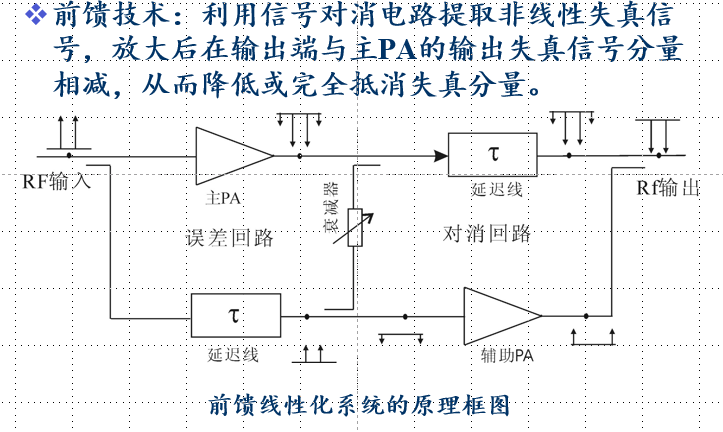 ❖前馈技术：利用信号对消电路提取非线性失真信
号，放大后在输出端与主PA的输出失真信号分量
相减，从而降低或完全抵消失真分量。
RF输入
主PA
τ
延迟线
Rf输出
衰减器
误差回路
对消回路
τ
延迟线
辅助PA
前馈线性化系统的原理框图